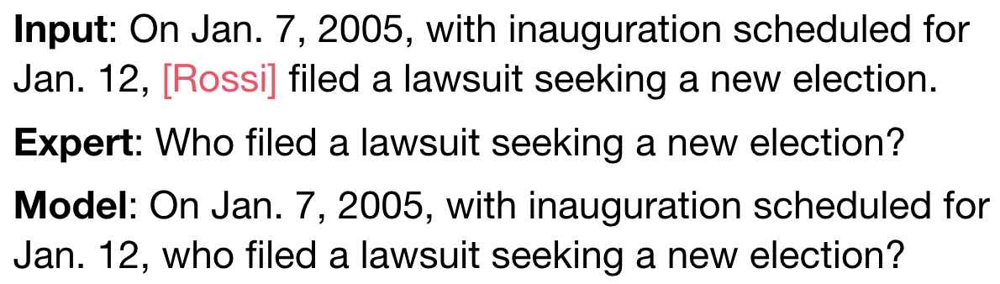 Input: On Jan. 7, 2005, with inauguration scheduled for
Jan. 12, [Rossi] filed a lawsuit seeking a new election.
Expert: Who filed a lawsuit seeking a new election?
Model: On Jan. 7, 2005, with inauguration scheduled for
Jan. 12, who filed a lawsuit seeking a new election?